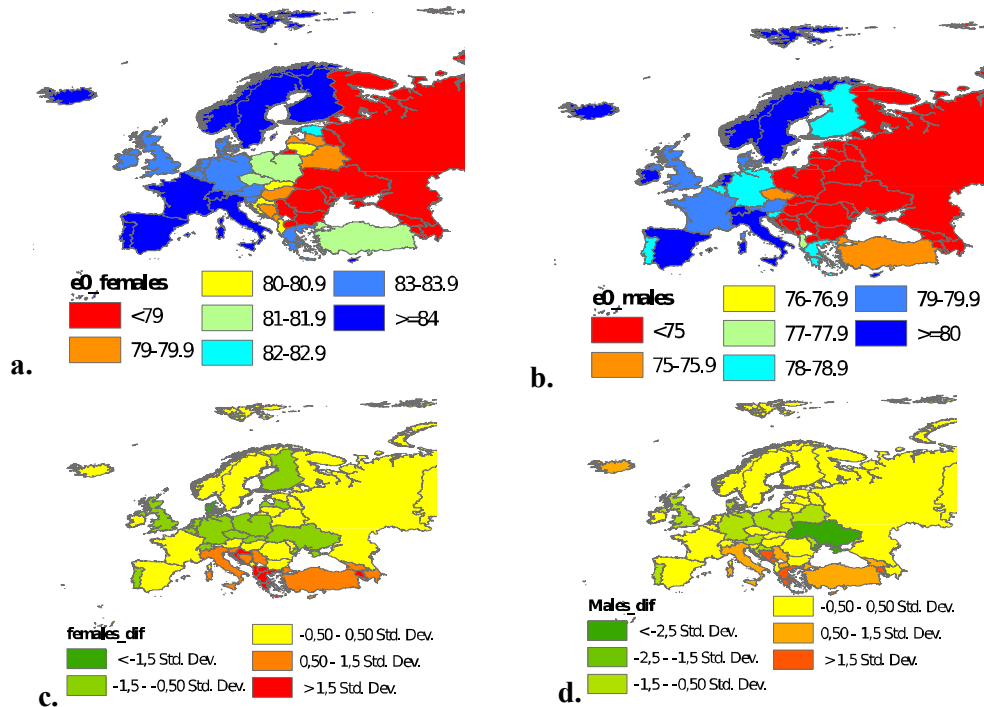 e0_females
<79
79-79.9
80-80.9
81-81.9
82-82.9
83-83.9
>=84
a.
e0_males
<75
75-75.9
76-76.9
77-77.9
78-78.9
79-79.9
>=80
b.
females_dif
<-1,5 Std. Dev.
-1,5 - -0,50 Std. Dev.
-0,50 - 0,50 Std. Dev.
0,50 - 1,5 Std. Dev.
>1,5 Std. Dev.
c.
Males_dif
<-2,5 Std. Dev.
-2,5 - -1,5 Std. Dev.
-1,5 - -0,50 Std. Dev.
-0,50 - 0,50 Std. Dev.
0,50 - 1,5 Std. Dev.
>1,5 Std. Dev.
d.